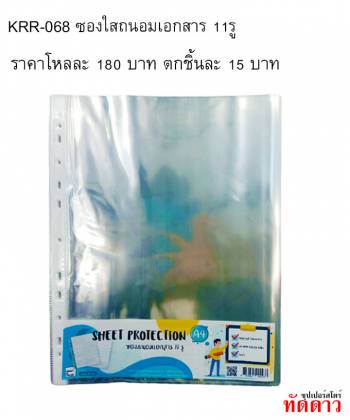 KRR-068 ซองใสถนอมเอกสาร 11รู
ราคาโหลละ 180 บาท ตกชิ้นละ 15 บาท
SHEET PROTECTION A4
ซองถนอมเอกสาร 11 รู
ซุปเปอร์สโตร์
ทัดดาว